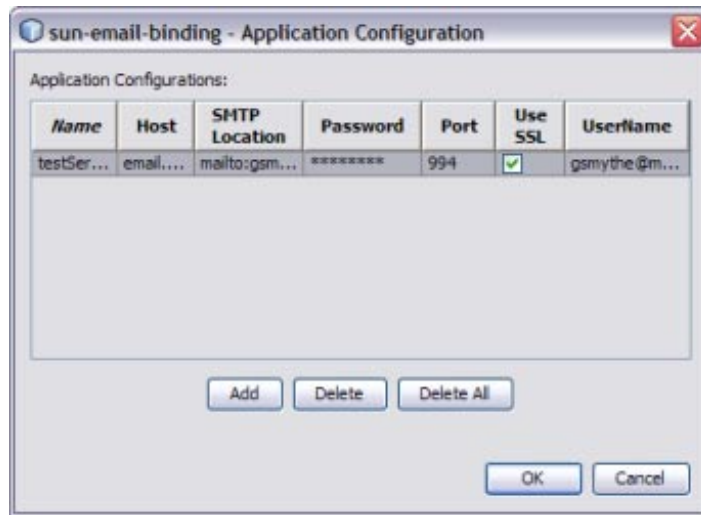 sun-email-binding - Application Configuration
Application Configurations:
Name Host SMTP Location Password Port Use SSL UserName
testSer... email.... mailto:gsm... ******** 994 gsmythe@m...
Add Delete Delete All
OK Cancel